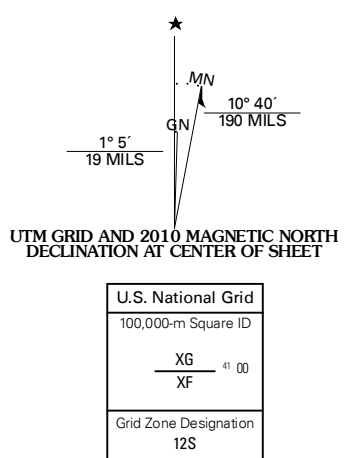 MN
10° 40´
190 MILS
GN
1° 5´
19 MILS
UTM GRID AND 2010 MAGNETIC NORTH
DECLINATION AT CENTER OF SHEET
U.S. National Grid
100,000-m Square ID
XG
41 00
XF
Grid Zone Designation
12S